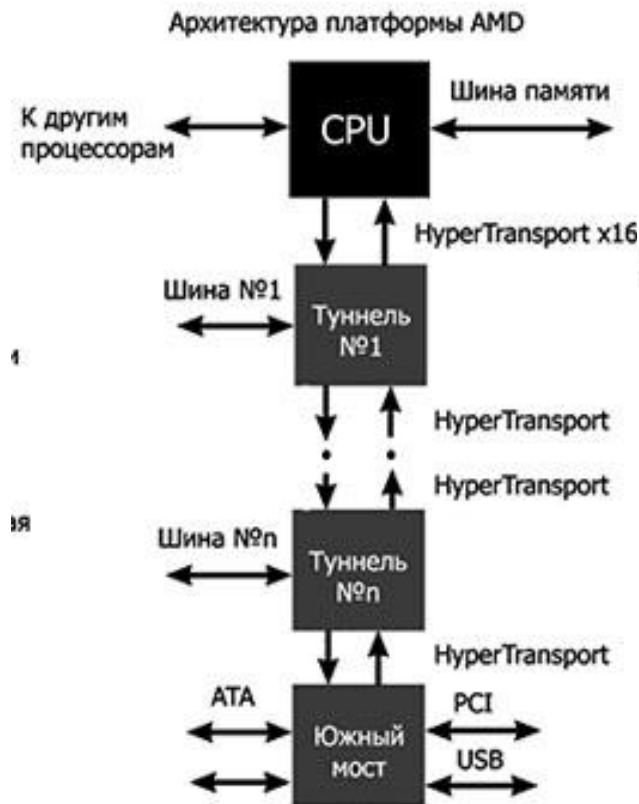 Архитектура платформы AMD
К другим
процессорам
CPU
Шина памяти
HyperTransport x16
Шина №1
Туннель
№1
м
HyperTransport
HyperTransport
ая
Шина №n
Туннель
№n
HyperTransport
ATA
Южный
мост
PCI
USB